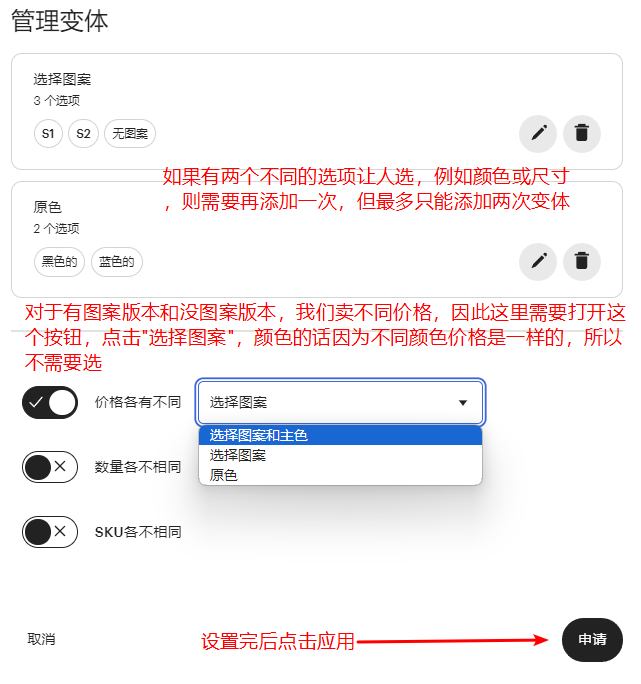 管理变体
选择图案
3 个选项
S1 S2 无图案
如果有两个不同的选项让人选，例如颜色或尺寸
，则需要再添加一次，但最多只能添加两次变体
原色
2 个选项
黑色的 蓝色的
对于有图案版本和没图案版本，我们卖不同价格，因此这里需要打开这
个按钮，点击"选择图案"，颜色的话因为不同颜色价格是一样的，所以
不需要选
价格各有不同 选择图案
选择图案和主色
数量各不相同 选择图案
原色
SKU各不相同
取消 设置完后点击应用 申请